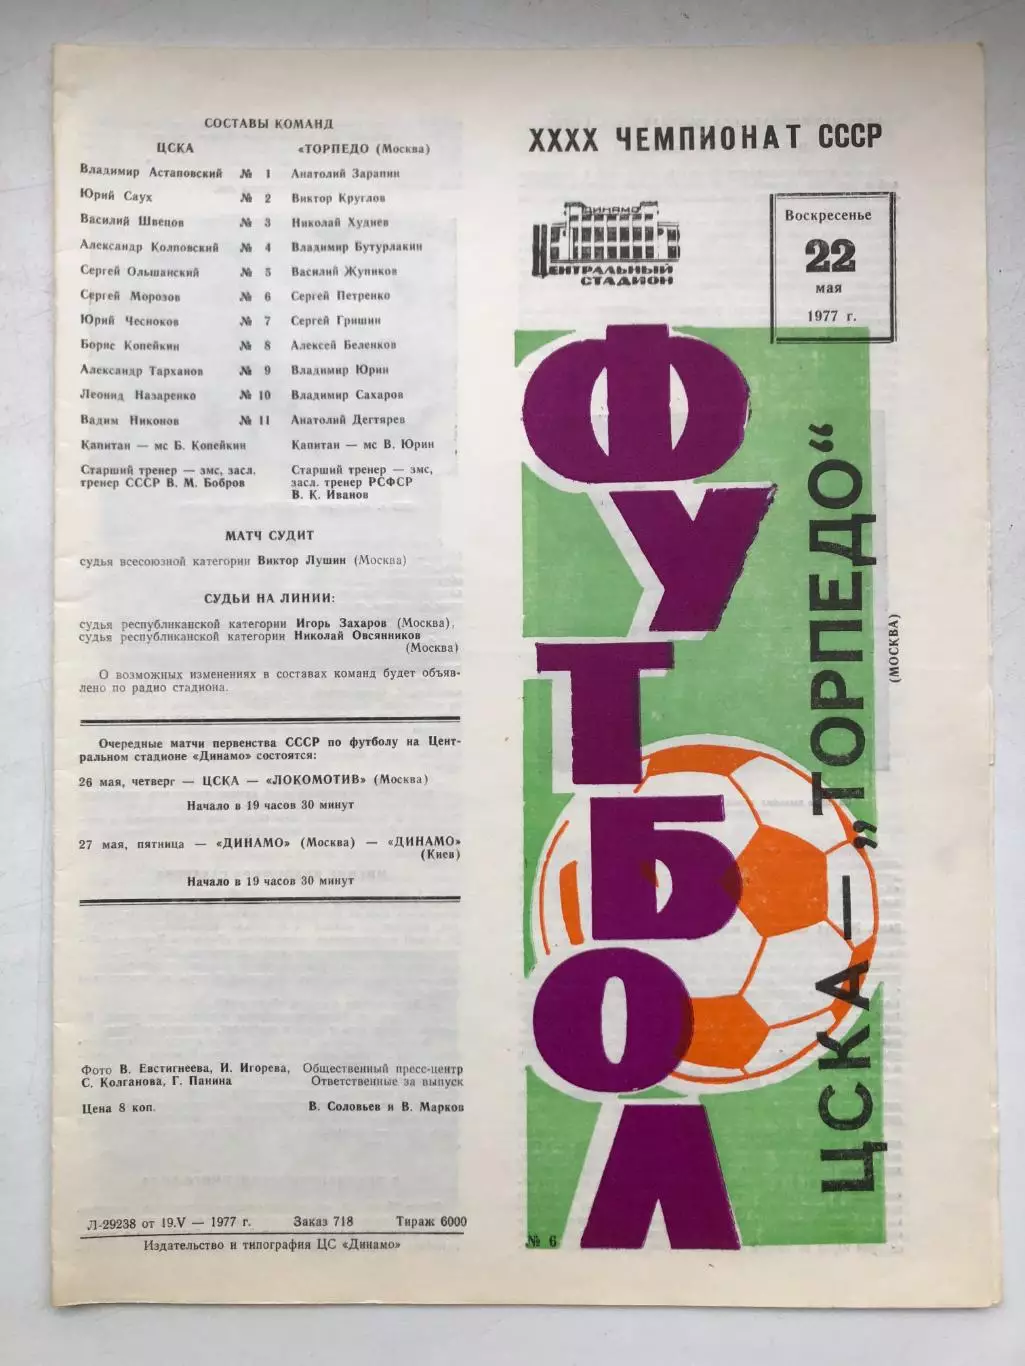 СОСТАВЫ КОМАНД
ЦСКА «ТОРПЕДО (Москва)
Владимир Астаповский № 1 Анатолий Зарапин
Юрий Саух № 2 Виктор Круглов
Василий Швецов № 3 Николай Худиев
Александр Колповский № 4 Владимир Бутурлакин
Сергей Ольшанский № 5 Василий Жупиков
Сергей Морозов № 6 Сергей Петренко
Юрий Чесноков № 7 Сергей Гришин
Борис Копейкин № 8 Алексей Беленков
Александр Тарханов № 9 Владимир Юрин
Леонид Назаренко № 10 Владимир Сахаров
Вадим Никонов № 11 Анатолий Дегтярев
Капитан — мс Б. Копейкин Капитан — мс В. Юрин
Старший тренер — змс, засл. Старший тренер — змс,
тренер СССР В. М. Бобров засл. тренер РСФСР
В. К. Иванов
МАТЧ СУДИТ
судья всесоюзной категории Виктор Лушин (Москва)
СУДЬИ НА ЛИНИИ:
судья республиканской категории Игорь Захаров (Москва),
судья республиканской категории Николай Овсянников
(Москва)
О возможных изменениях в составах команд будет объяв-
лено по радио стадиона.
Очередные матчи первенства СССР по футболу на Цент-
ральном стадионе «Динамо» состоятся:
26 мая, четверг — ЦСКА — «ЛОКОМОТИВ» (Москва)
Начало в 19 часов 30 минут
27 мая, пятница — «ДИНАМО» (Москва) — «ДИНАМО»
(Киев)
Начало в 19 часов 30 минут
Фото В. Евстигнеева, И. Игорева, Общественный пресс-центр
С. Колганова, Г. Панина Ответственные за выпуск
Цена 8 коп. В. Соловьев и В. Марков
Л-29238 от 19.V — 1977 г. Заказ 718 Тираж 6000
Издательство и типография ЦС «Динамо»
XXXX ЧЕМПИОНАТ СССР
ДИНАМО
ЦЕНТРАЛЬНЫЙ
СТАДИОН
Воскресенье
22
мая
1977 г.
ФУТБОЛ
ЦСКА — „ТОРПЕДО“
(МОСКВА)
№ 6